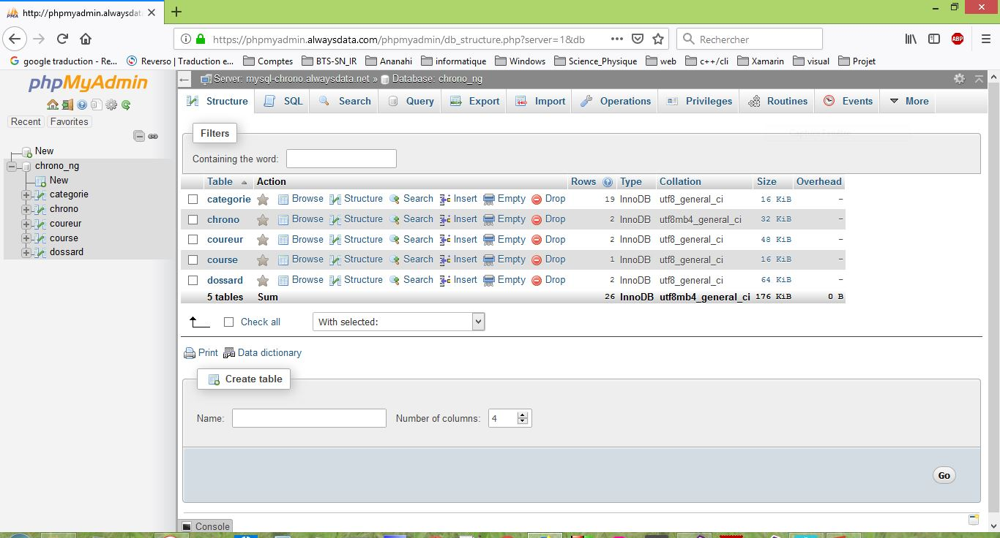 http://phpmyadmin.alwaysdat
https://phpmyadmin.alwaysdata.com/phpmyadmin/db_structure.php?server=1&db
Rechercher
google traduction - Re...
Reverso | Traduction e...
Comptes
BTS-SN_IR
Ananahi
informatique
Windows
Science_Physique
web
c++/cli
Xamarin
visual
Projet
phpMyAdmin
Recent
Favorites
New
chrono_ng
New
categorie
chrono
coureur
course
dossard
Server: mysql-chrono.alwaysdata.net » Database: chrono_ng
Structure SQL Search Query Export Import Operations Privileges Routines Events More
Filters
Containing the word:
Table Action Rows Type Collation Size Overhead
categorie Browse Structure Search Insert Empty Drop 19 InnoDB utf8_general_ci 16 KiB -
chrono Browse Structure Search Insert Empty Drop 2 InnoDB utf8mb4_general_ci 32 KiB -
coureur Browse Structure Search Insert Empty Drop 2 InnoDB utf8_general_ci 48 KiB -
course Browse Structure Search Insert Empty Drop 1 InnoDB utf8_general_ci 16 KiB -
dossard Browse Structure Search Insert Empty Drop 2 InnoDB utf8_general_ci 64 KiB -
5 tables Sum 26 InnoDB utf8mb4_general_ci 176 KiB 0 B
Check all
With selected:
Print
Data dictionary
Create table
Name:
Number of columns: 4
Go
Console